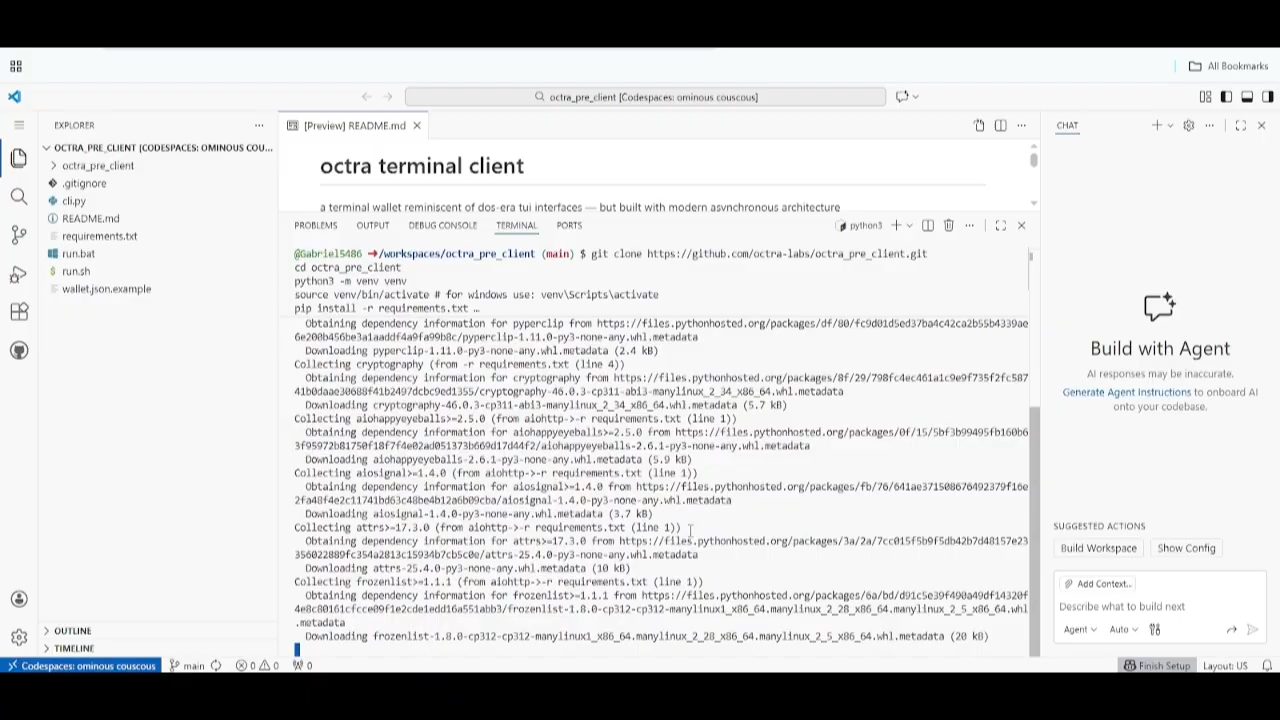 All Bookmarks
octra_pre_client [Codespaces: ominous couscous]
EXPLORER
OCTRA_PRE_CLIENT [CODESPACES: OMINOUS COU...
octra_pre_client
.gitignore
cli.py
README.md
requirements.txt
run.bat
run.sh
wallet.json.example
OUTLINE
TIMELINE
[Preview] README.md
octra terminal client
a terminal wallet reminiscent of dos-era tui interfaces — but built with modern asynchronous architecture
PROBLEMS
OUTPUT
DEBUG CONSOLE
TERMINAL
PORTS
python3
@Gabriel5486 ➜/workspaces/octra_pre_client (main) $ git clone https://github.com/octra-labs/octra_pre_client.git
cd octra_pre_client
python3 -m venv venv
source venv/bin/activate # for windows use: venv\Scripts\activate
pip install -r requirements.txt …
Obtaining dependency information for pyperclip from https://files.pythonhosted.org/packages/df/80/fc9d01d5ed37ba4c42ca2b55b4339ae
6e200b456be3a1aaddf4a9fa99b8c/pyperclip-1.11.0-py3-none-any.whl.metadata
Downloading pyperclip-1.11.0-py3-none-any.whl.metadata (2.4 kB)
Collecting cryptography (from -r requirements.txt (line 4))
Obtaining dependency information for cryptography from https://files.pythonhosted.org/packages/8f/29/798fc4ec461a1c9e9f735f2fc587
41b0daae30688f41b2497dcbc9ed1355/cryptography-46.0.3-cp311-abi3-manylinux_2_34_x86_64.whl.metadata
Downloading cryptography-46.0.3-cp311-abi3-manylinux_2_34_x86_64.whl.metadata (5.7 kB)
Collecting aiohappyeyeballs>=2.5.0 (from aiohttp->-r requirements.txt (line 1))
Obtaining dependency information for aiohappyeyeballs>=2.5.0 from https://files.pythonhosted.org/packages/0f/15/5bf3b99495fb160b6
3f95972b81750f18f7f4e02ad051373b669d17d44f2/aiohappyeyeballs-2.6.1-py3-none-any.whl.metadata
Downloading aiohappyeyeballs-2.6.1-py3-none-any.whl.metadata (5.9 kB)
Collecting aiosignal>=1.4.0 (from aiohttp->-r requirements.txt (line 1))
Obtaining dependency information for aiosignal>=1.4.0 from https://files.pythonhosted.org/packages/fb/76/641ae371508676492379f16e
2fa48f4e2c11741bd63c48be4b12a6b09cba/aiosignal-1.4.0-py3-none-any.whl.metadata
Downloading aiosignal-1.4.0-py3-none-any.whl.metadata (3.7 kB)
Collecting attrs>=17.3.0 (from aiohttp->-r requirements.txt (line 1))
Obtaining dependency information for attrs>=17.3.0 from https://files.pythonhosted.org/packages/3a/2a/7cc015f5b9f5db42b7d48157e23
356022889fc354a2813c15934b7cb5c0e/attrs-25.4.0-py3-none-any.whl.metadata
Downloading attrs-25.4.0-py3-none-any.whl.metadata (10 kB)
Collecting frozenlist>=1.1.1 (from aiohttp->-r requirements.txt (line 1))
Obtaining dependency information for frozenlist>=1.1.1 from https://files.pythonhosted.org/packages/6a/bd/d91c5e39f490a49df14320f
4e8c80161cfcce09f1e2cde1edd16a551abb3/frozenlist-1.8.0-cp312-cp312-manylinux1_x86_64.manylinux_2_28_x86_64.manylinux_2_5_x86_64.whl
.metadata
Downloading frozenlist-1.8.0-cp312-cp312-manylinux1_x86_64.manylinux_2_28_x86_64.manylinux_2_5_x86_64.whl.metadata (20 kB)
CHAT
Build with Agent
AI responses may be inaccurate.
Generate Agent Instructions to onboard AI
onto your codebase.
SUGGESTED ACTIONS
Build Workspace
Show Config
Add Context...
Describe what to build next
Agent
Auto
Codespaces: ominous couscous
main
0
0
0
Finish Setup
Layout: US